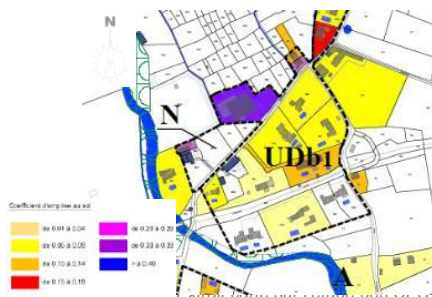 N
N
UDb1
Coefficient d'emprise au sol
de 0.01 à 0.04
de 0.20 à 0.29
de 0.05 à 0.09
de 0.30 à 0.39
de 0.10 à 0.14
> à 0.40
de 0.15 à 0.19
A